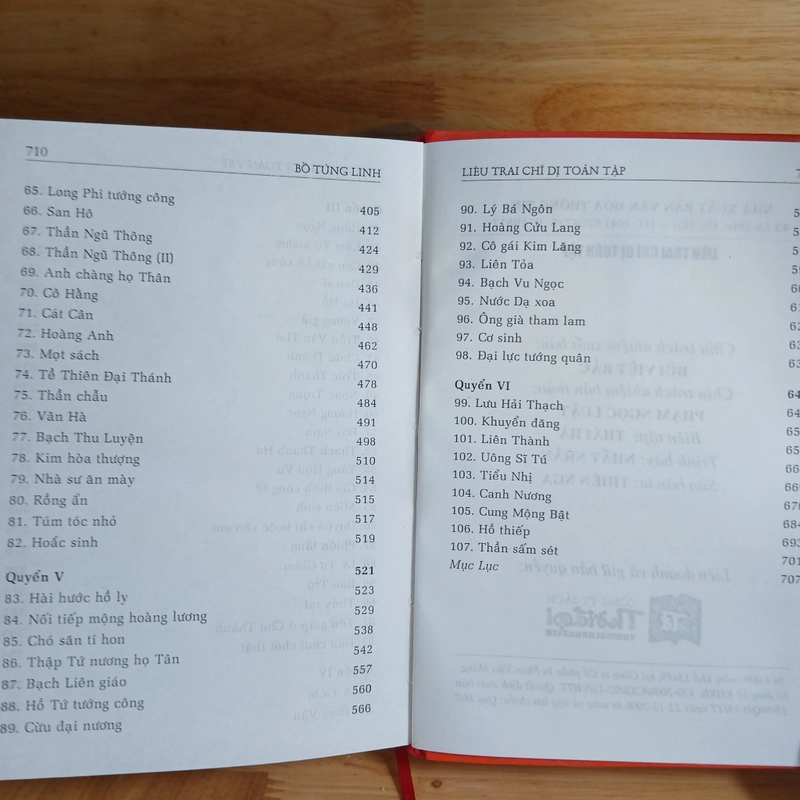 710
BỒ TÙNG LINH
65. Long Phi tướng công 405
66. San Hô 412
67. Thần Ngũ Thông 424
68. Thần Ngũ Thông (II) 429
69. Anh chàng họ Thân 436
70. Cô Hằng 441
71. Cát Cân 448
72. Hoàng Anh 462
73. Mọt sách 470
74. Tề Thiên Đại Thánh 478
75. Thần chẫu 484
76. Vãn Hà 491
77. Bạch Thu Luyện 498
78. Kim hòa thượng 510
79. Nhà sư ăn mày 514
80. Rồng ẩn 515
81. Túm tóc nhỏ 517
82. Hoắc sinh 519
Quyển V 521
83. Hài hước hồ ly 523
84. Nối tiếp mộng hoàng lương 529
85. Chó săn tí hon 538
86. Thập Tứ nương họ Tân 542
87. Bạch Liên giáo 557
88. Hồ Tứ tướng công 560
89. Cừu đại nương 566
LIÊU TRAI CHÍ DỊ TOÀN TẬP
90. Lý Bá Ngôn
91. Hoàng Cửu Lang
92. Cô gái Kim Lăng
93. Liên Tỏa
94. Bạch Vu Ngọc
95. Nước Dạ xoa
96. Ông già tham lam
97. Cơ sinh
98. Đại lực tướng quân
Quyển VI
99. Lưu Hải Thạch
100. Khuyển đăng
101. Liên Thành
102. Uông Sĩ Tú
103. Tiểu Nhị
104. Canh Nương
105. Cung Mộng Bật
106. Hồ thiếp 693
107. Thần sấm sét 701
Mục Lục 707